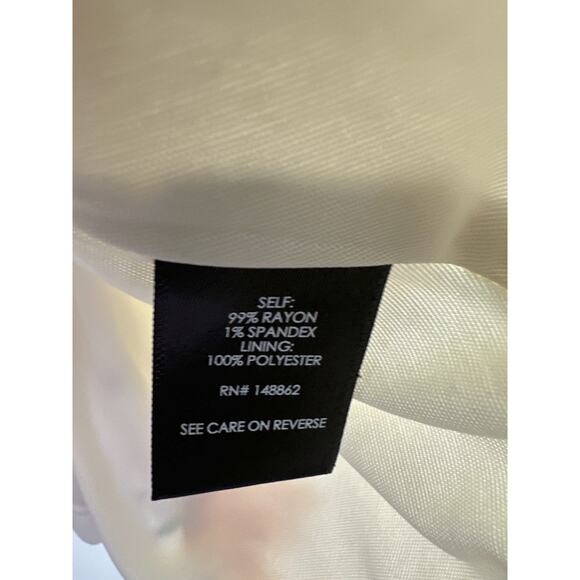 SELF:
99% RAYON
1% SPANDEX
LINING:
100% POLYESTER
RN# 148862
SEE CARE ON REVERSE